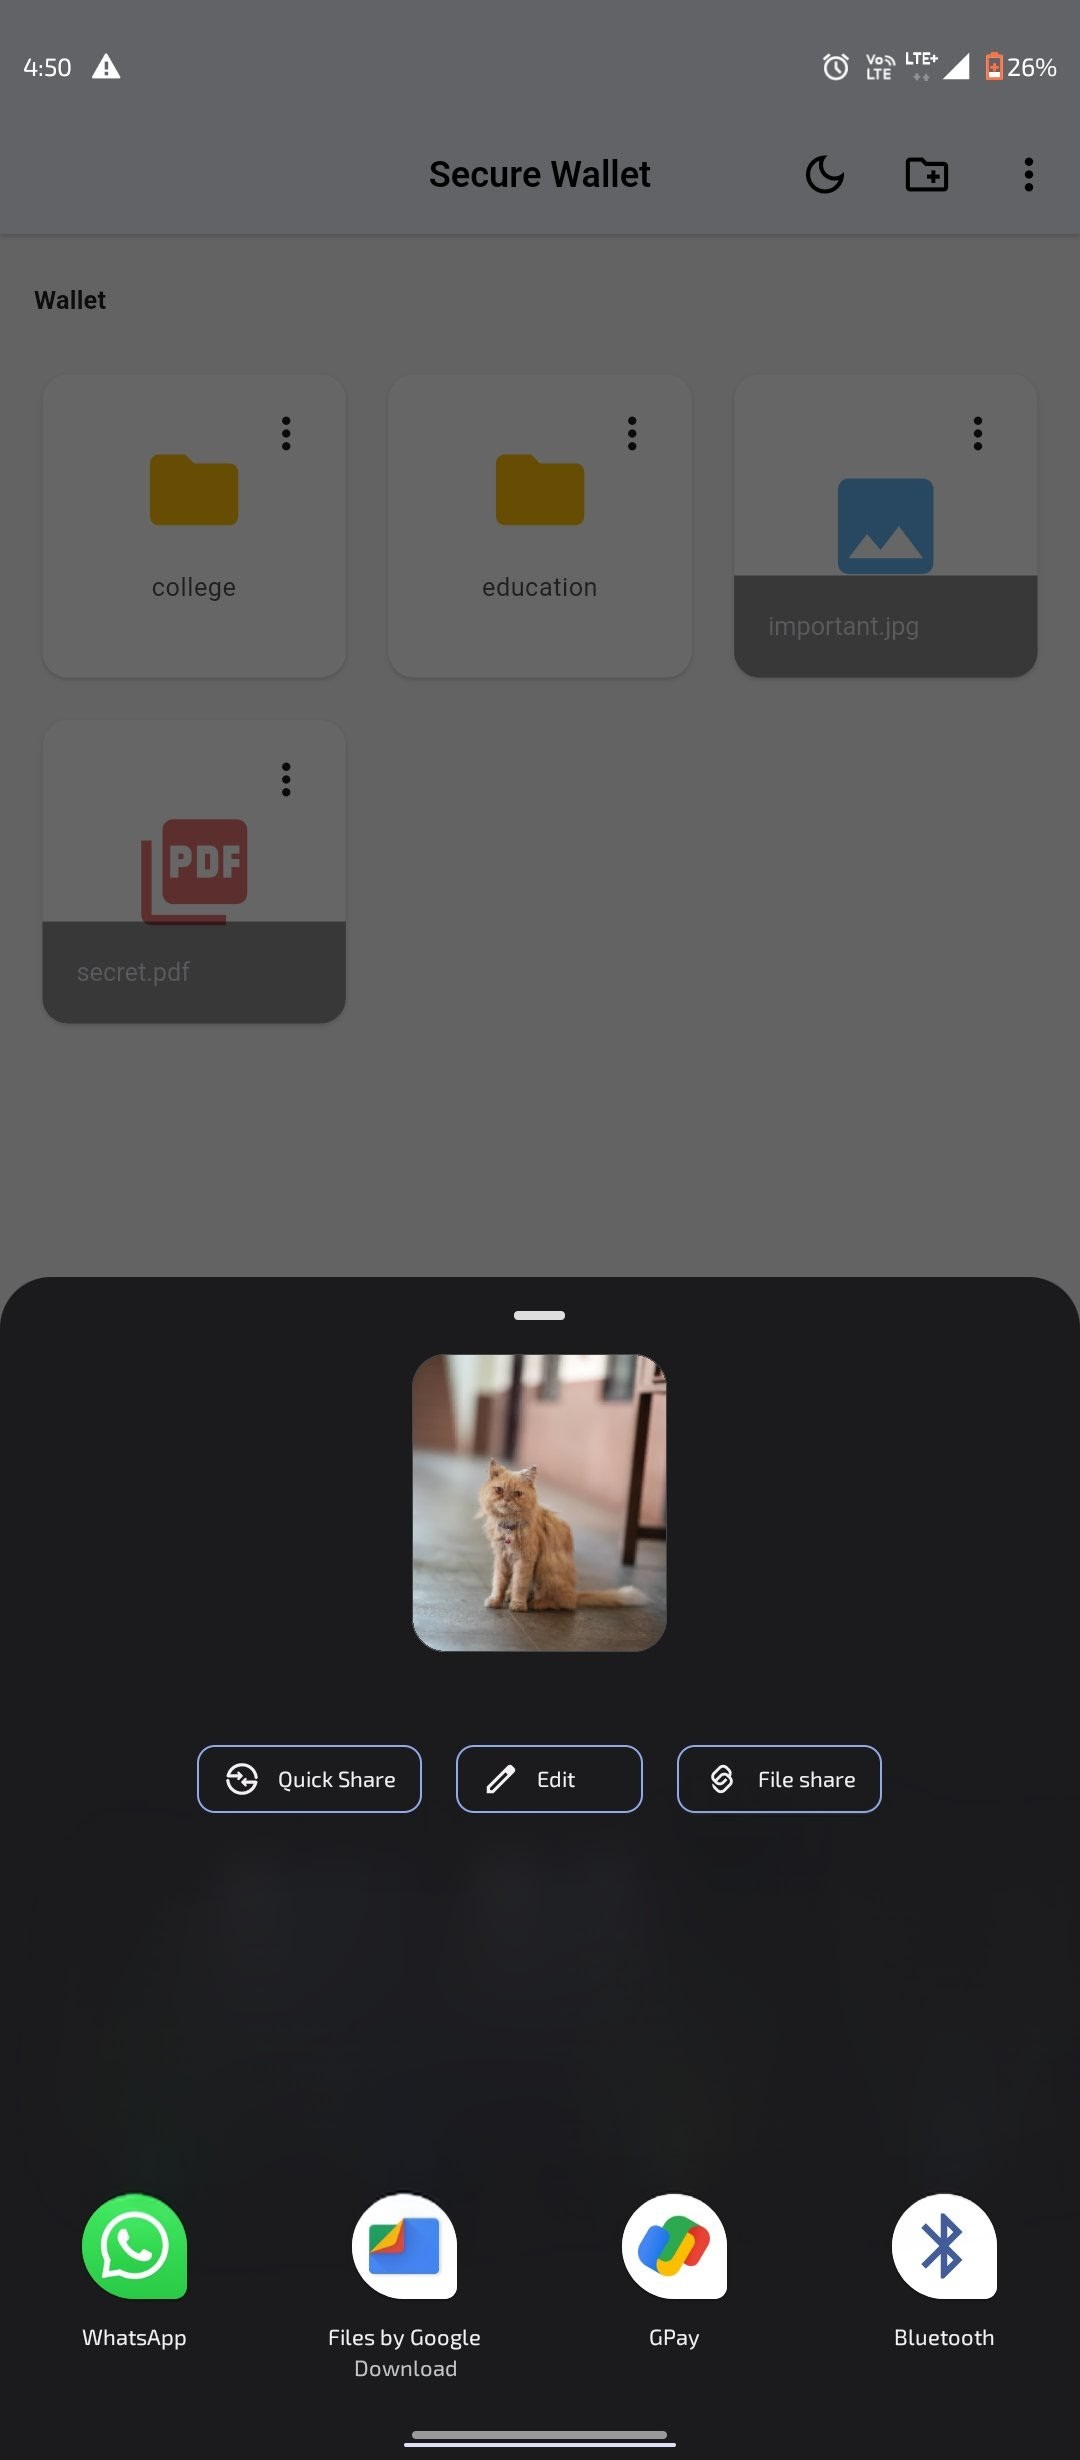 4:50
Vo LTE
LTE+
26%
Secure Wallet
Wallet
college
education
important.jpg
PDF
secret.pdf
Quick Share
Edit
File share
WhatsApp
Files by Google
Download
GPay
Bluetooth